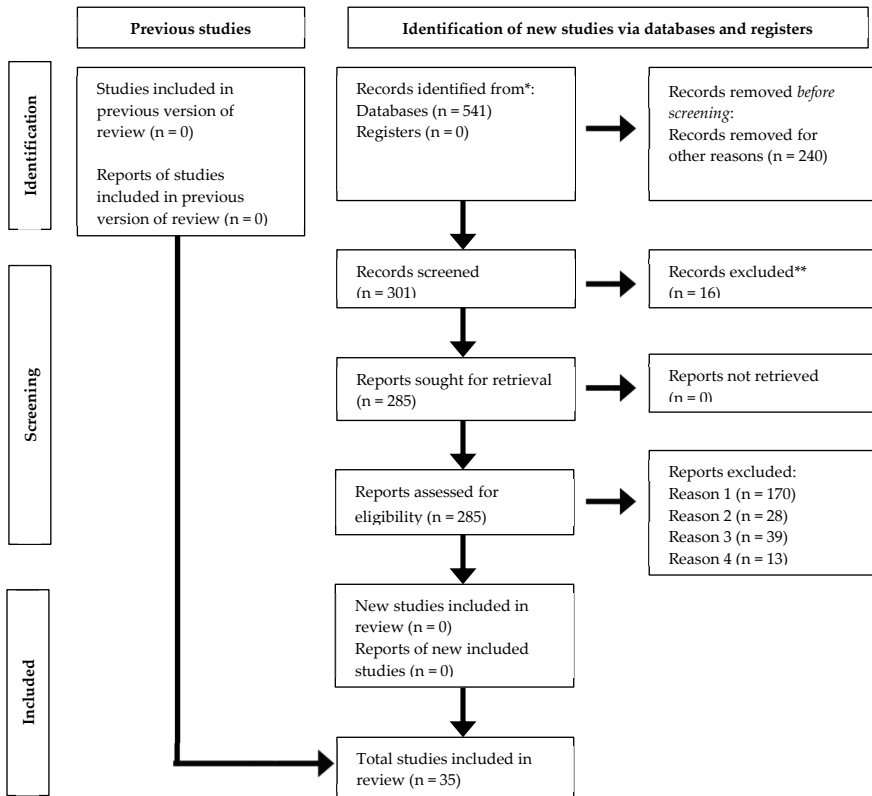 Previous studies
Identification of new studies via databases and registers
Identification
Studies included in
previous version of
review (n = 0)
Reports of studies
included in previous
version of review (n = 0)
Records identified from*:
Databases (n = 541)
Registers (n = 0)
Records removed before
screening:
Records removed for
other reasons (n = 240)
Screening
Records screened
(n = 301)
Records excluded**
(n = 16)
Reports sought for retrieval
(n = 285)
Reports not retrieved
(n = 0)
Reports assessed for
eligibility (n = 285)
Reports excluded:
Reason 1 (n = 170)
Reason 2 (n = 28)
Reason 3 (n = 39)
Reason 4 (n = 13)
Included
New studies included in
review (n = 0)
Reports of new included
studies (n = 0)
Total studies included in
review (n = 35)